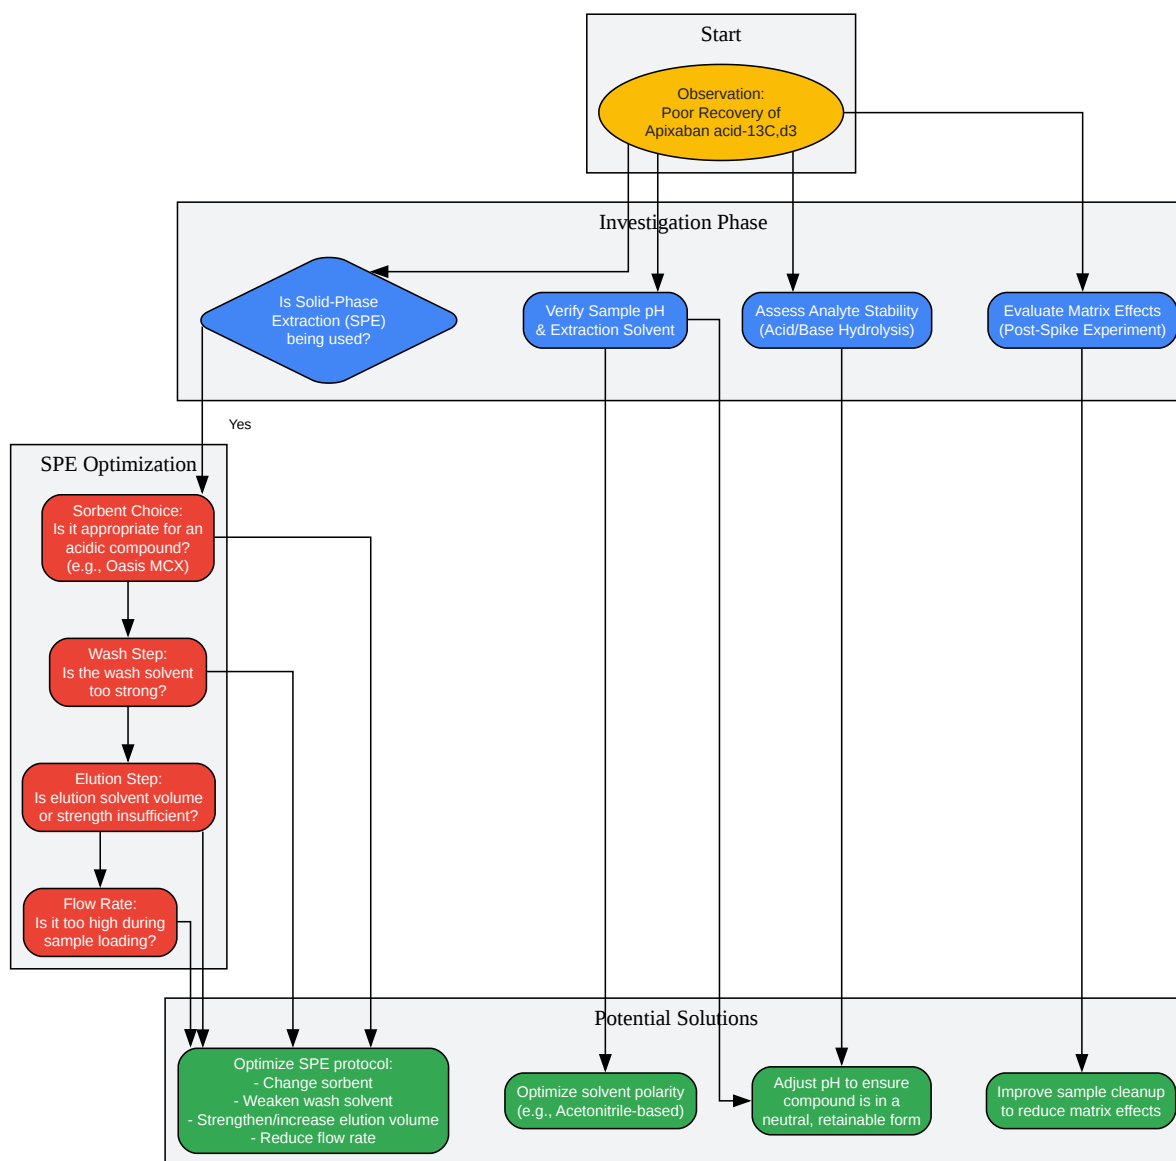 Start
Observation:
Poor Recovery of
Apixaban acid-13C,d3
Investigation Phase
Is Solid-Phase
Extraction (SPE)
being used?
Verify Sample pH
& Extraction Solvent
Assess Analyte Stability
(Acid/Base Hydrolysis)
Evaluate Matrix Effects
(Post-Spike Experiment)
Yes
SPE Optimization
Sorbent Choice:
Is it appropriate for an
acidic compound?
(e.g., Oasis MCX)
Wash Step:
Is the wash solvent
too strong?
Elution Step:
Is elution solvent volume
or strength insufficient?
Flow Rate:
Is it too high during
sample loading?
Potential Solutions
Optimize SPE protocol:
- Change sorbent
- Weaken wash solvent
- Strengthen/increase elution volume
- Reduce flow rate
Optimize solvent polarity
(e.g., Acetonitrile-based)
Adjust pH to ensure
compound is in a
neutral, retainable form
Improve sample cleanup
to reduce matrix effects